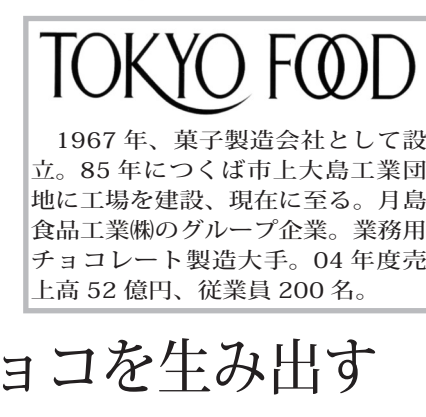 TOKYO FOOD
1967 年、菓子製造会社として設
立。85 年につくば市上大島工業団
地に工場を建設、現在に至る。月島
食品工業㈱のグループ企業。業務用
チョコレート製造大手。04 年度売
上高 52 億円、従業員 200 名。
ョコを生み出す